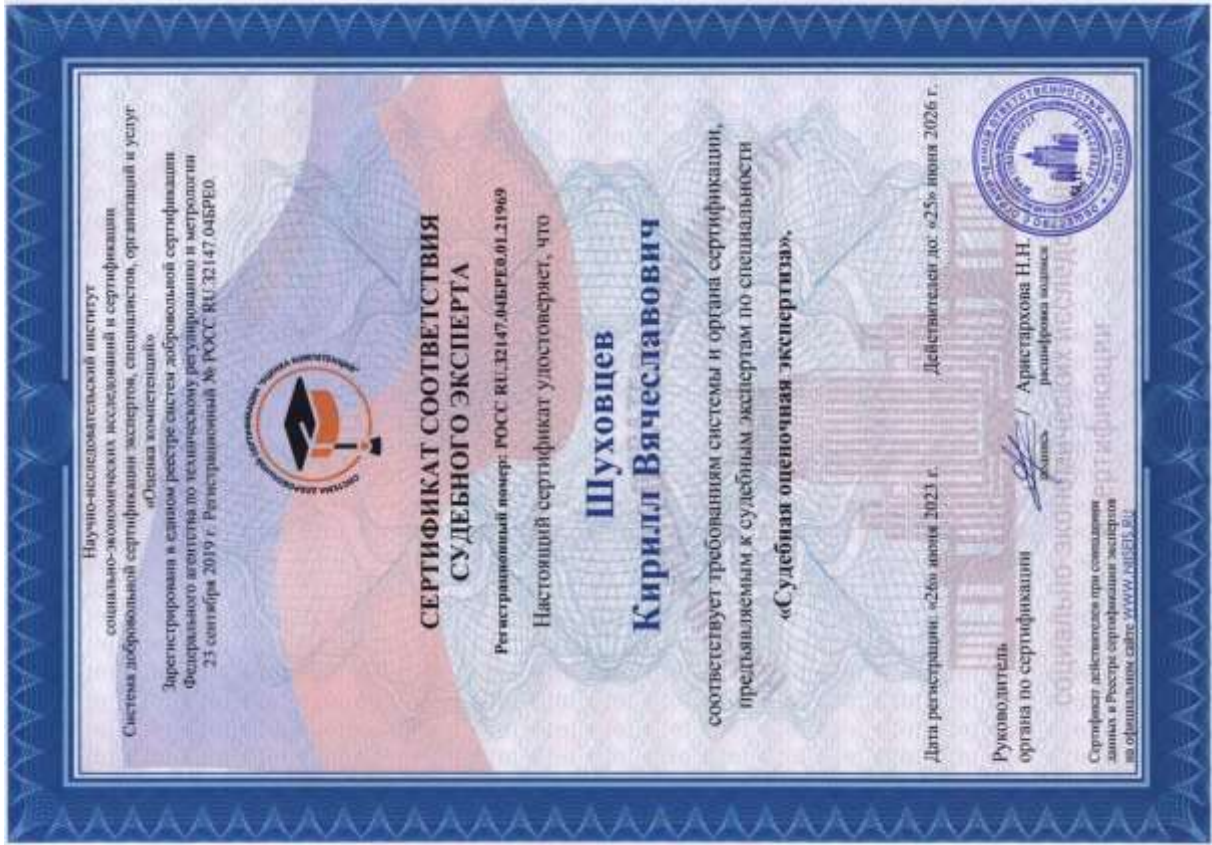 Научно-исследовательский институт
социально-экономических исследований и сертификации
Система добровольной сертификации экспертов, специалистов, организаций и услуг
«Оценка компетенций»
Зарегистрирована в едином реестре систем добровольной сертификации
Федерального агентства по техническому регулированию и метрологии
23 сентября 2019 г. Регистрационный № РОСС RU.32147.04БРЕ0
СЕРТИФИКАТ СООТВЕТСТВИЯ
СУДЕБНОГО ЭКСПЕРТА
Регистрационный номер: РОСС RU.32147.04БРЕ0.01.21969
Настоящий сертификат удостоверяет, что
Шуховцев
Кирилл Вячеславович
соответствует требованиям системы и органа сертификации,
предъявляемым к судебным экспертам по специальности
«Судебная оценочная экспертиза».
Дата регистрации: «26» июня 2023 г. Действителен до: «25» июня 2026 г.
Руководитель
органа по сертификации / Аристархова Н.Н.
подпись расшифровка подписи
Сертификат действителен при совпадении
данных в Реестре сертификации экспертов
на официальном сайте WWW.NIISEIS.RU